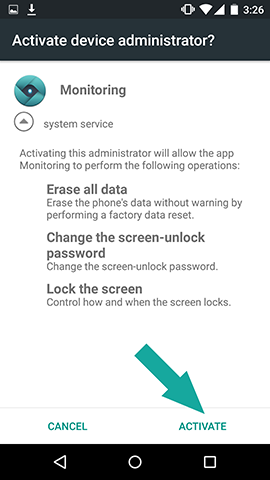 3:26
Activate device administrator?
Monitoring
system service
Activating this administrator will allow the app
Monitoring to perform the following operations:
Erase all data
Erase the phone's data without warning by
performing a factory data reset.
Change the screen-unlock
password
Change the screen-unlock password.
Lock the screen
Control how and when the screen locks.
CANCEL ACTIVATE